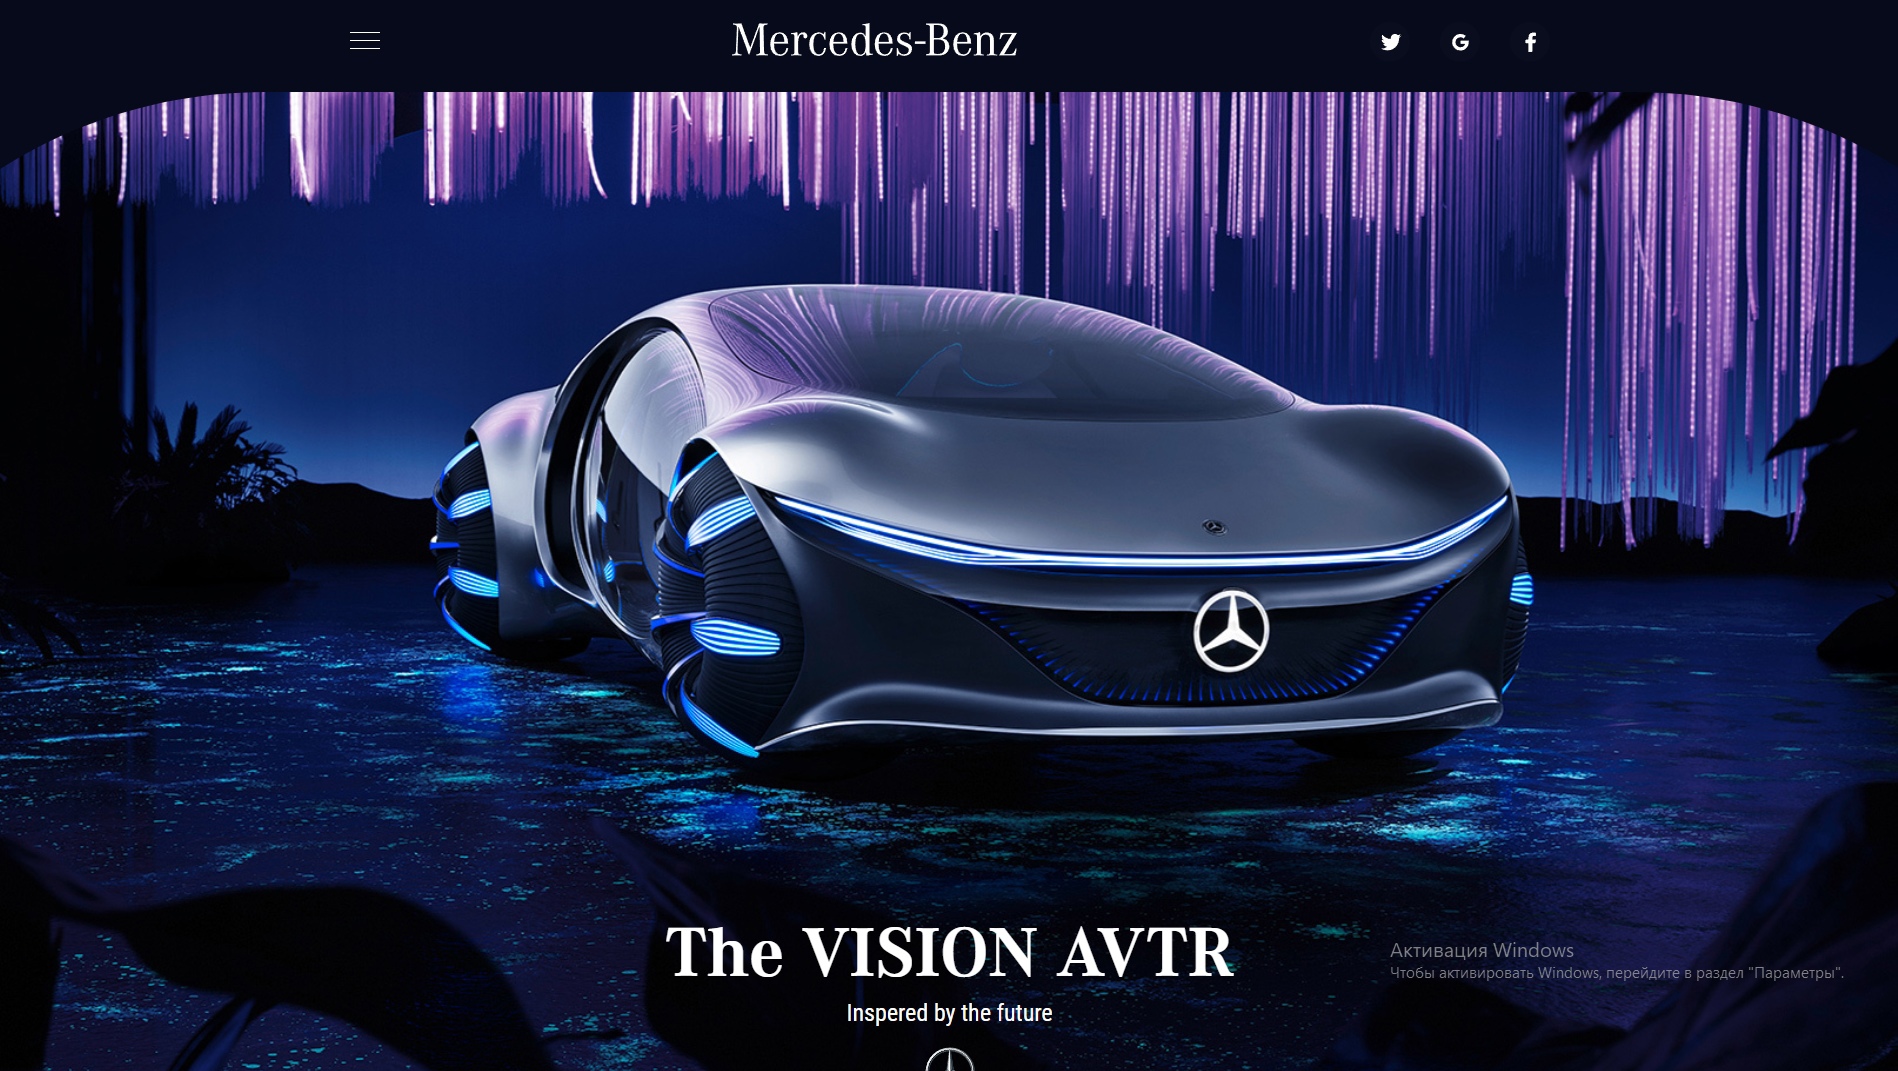 Mercedes-Benz
The VISION AVTR
Inspered by the future
Активация Windows
Чтобы активировать Windows, перейдите в раздел "Параметры".